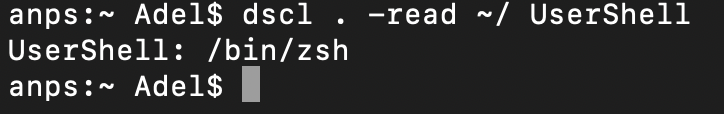 anps:~ Adel$ dscl . -read ~/ UserShell
UserShell: /bin/zsh
anps:~ Adel$